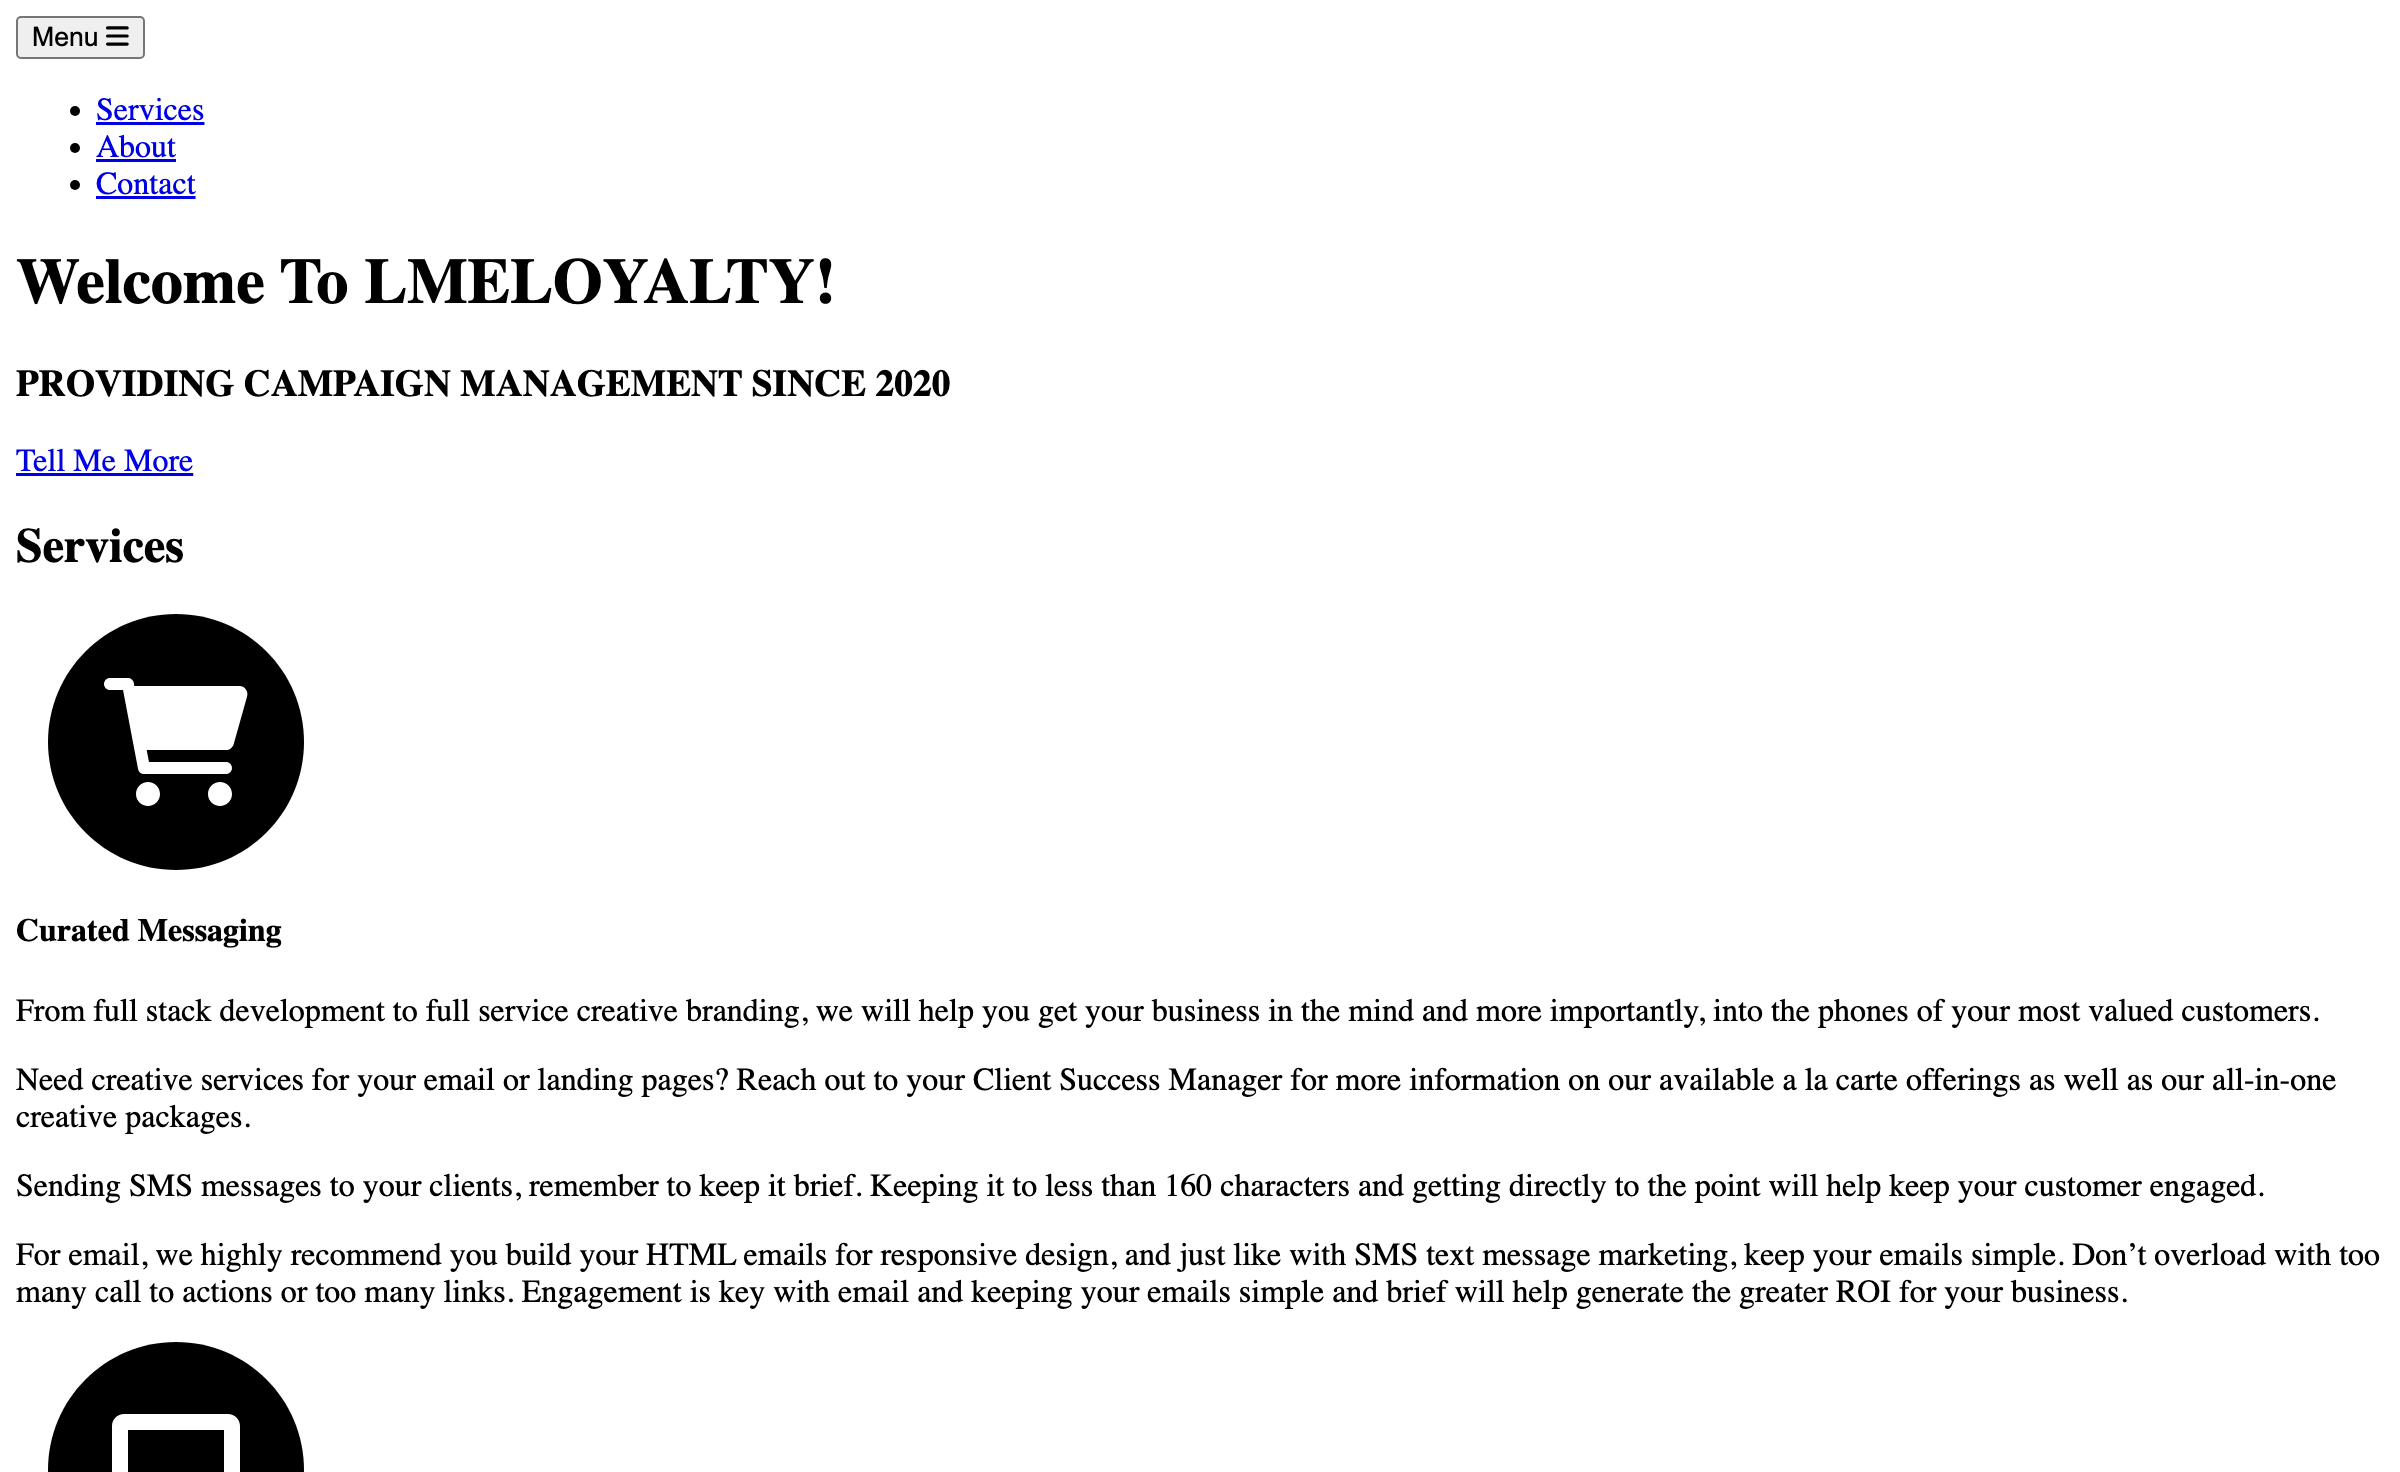 Menu
Services
About
Contact
Welcome To LMELOYALTY!
PROVIDING CAMPAIGN MANAGEMENT SINCE 2020
Tell Me More
Services
Curated Messaging
From full stack development to full service creative branding, we will help you get your business in the mind and more importantly, into the phones of your most valued customers.
Need creative services for your email or landing pages? Reach out to your Client Success Manager for more information on our available a la carte offerings as well as our all-in-one
creative packages.
Sending SMS messages to your clients, remember to keep it brief. Keeping it to less than 160 characters and getting directly to the point will help keep your customer engaged.
For email, we highly recommend you build your HTML emails for responsive design, and just like with SMS text message marketing, keep your emails simple. Don’t overload with too
many call to actions or too many links. Engagement is key with email and keeping your emails simple and brief will help generate the greater ROI for your business.